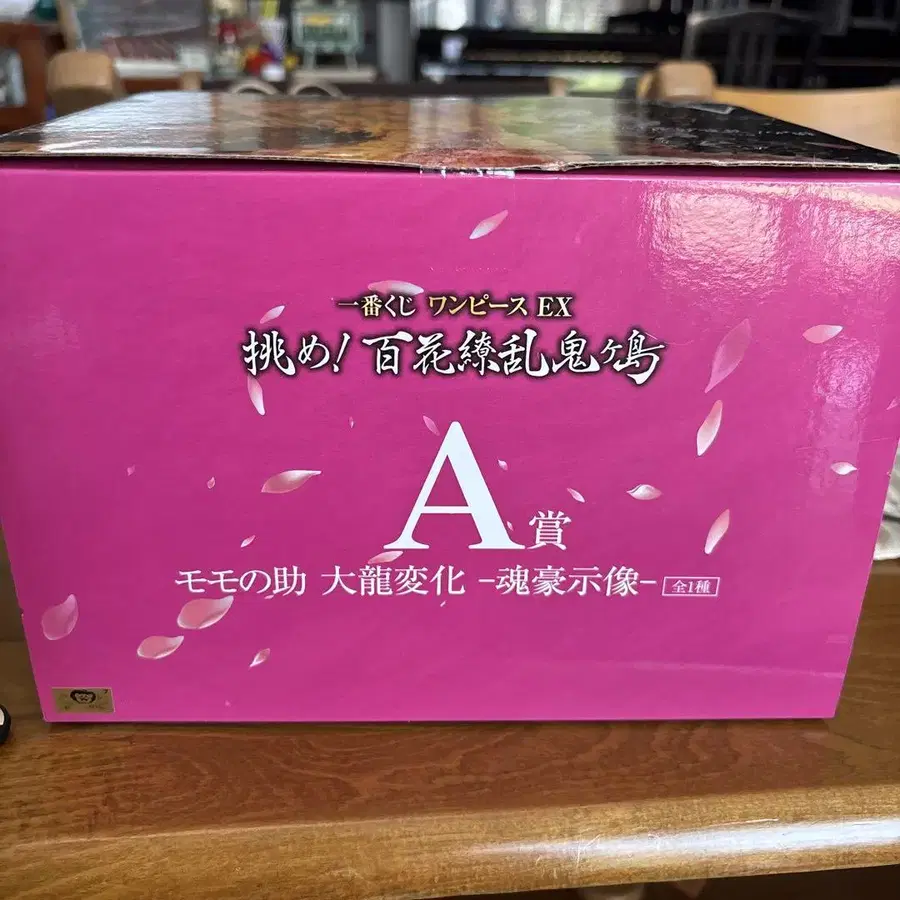 一番くじ ワンピース EX
挑め! 百花繚乱鬼ヶ島
A賞
モモの助 大龍変化 -魂豪示像- 全1種